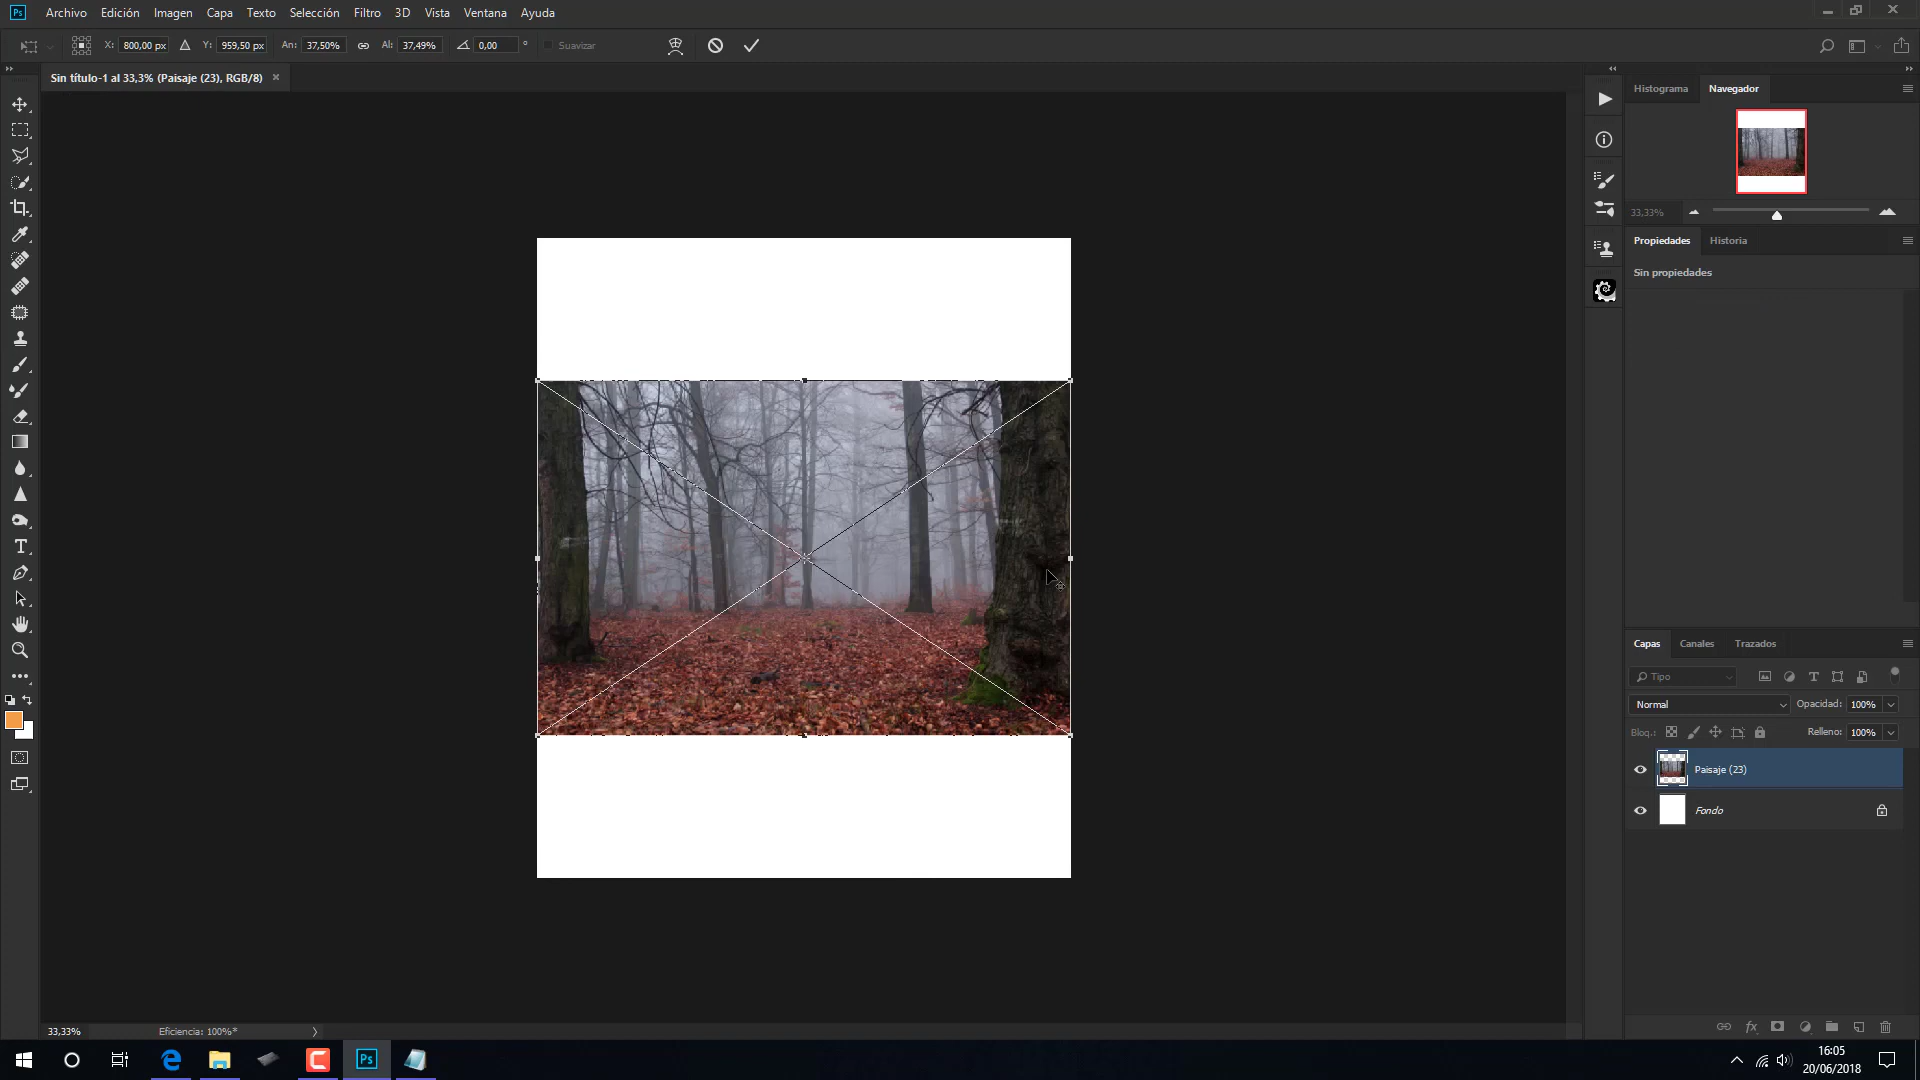 Ps Archivo Edición Imagen Capa Texto Selección Filtro 3D Vista Ventana Ayuda
X: 800,00 px Y: 959,50 px An: 37,50% Al: 37,49% 0,00 ° Suavizar
Sin título-1 al 33,3% (Paisaje (23), RGB/8) ×
Histograma Navegador
33,33%
Propiedades Historia
Sin propiedades
Capas Canales Trazados
Tipo
Normal Opacidad: 100%
Bloq.: Relleno: 100%
Paisaje (23)
Fondo
33,33% Eficiencia: 100%*
Ps
16:05
20/06/2018